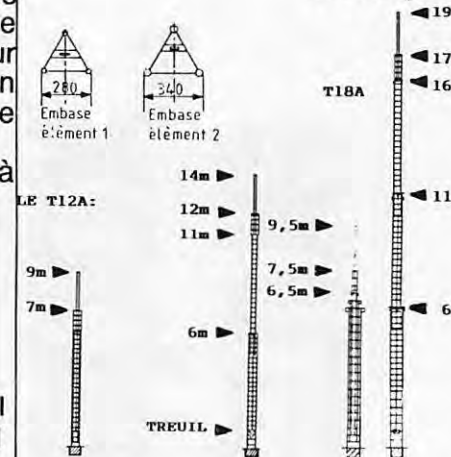 e
ur
n
e
à
l
280
Embase
élément 1
340
Embase
élément 2
LE T12A:
9m
7m
14m
12m
11m
6m
TREUIL
T18A
9,5m
7,5m
6,5m
19
17
16
11
6